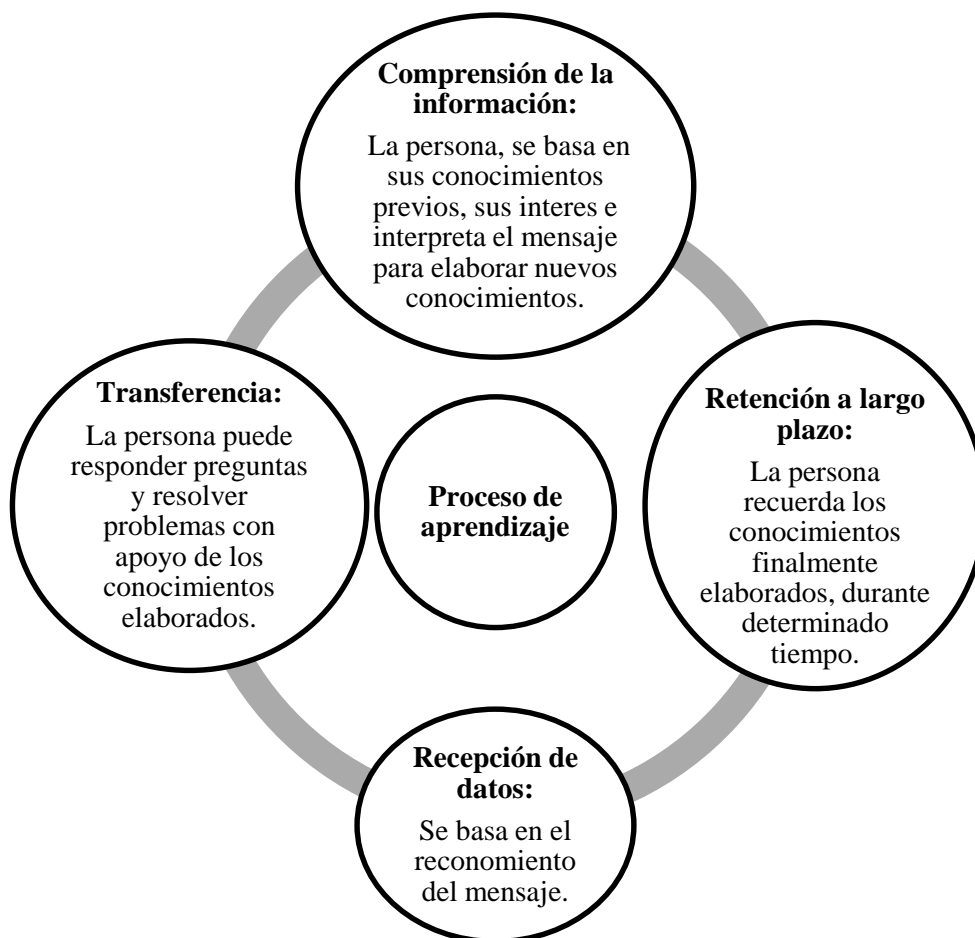 Comprensión de la
información:
La persona, se basa en
sus conocimientos
previos, sus interes e
interpreta el mensaje
para elaborar nuevos
conocimientos.
Transferencia:
La persona puede
responder preguntas
y resolver
problemas con
apoyo de los
conocimientos
elaborados.
Proceso de
aprendizaje
Retención a largo
plazo:
La persona
recuerda los
conocimientos
finalmente
elaborados, durante
determinado
tiempo.
Recepción de
datos:
Se basa en el
reconomiento
del mensaje.